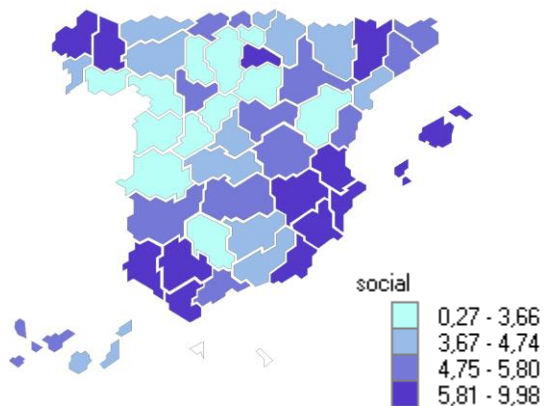 social
0,27 - 3,66
3,67 - 4,74
4,75 - 5,80
5,81 - 9,98